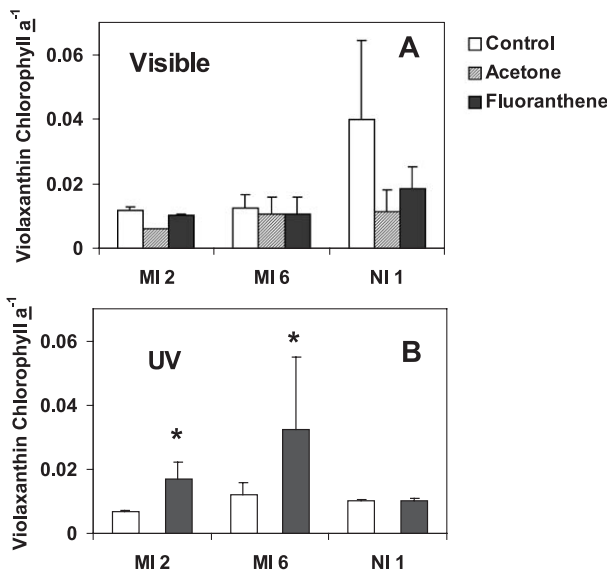 Violaxanthin Chlorophyll a⁻¹
0.06
0.04
0.02
0
Visible
A
MI 2
MI 6
NI 1
Control
Acetone
Fluoranthene
Violaxanthin Chlorophyll a⁻¹
0.06
0.04
0.02
0
UV
B
*
*
MI 2
MI 6
NI 1